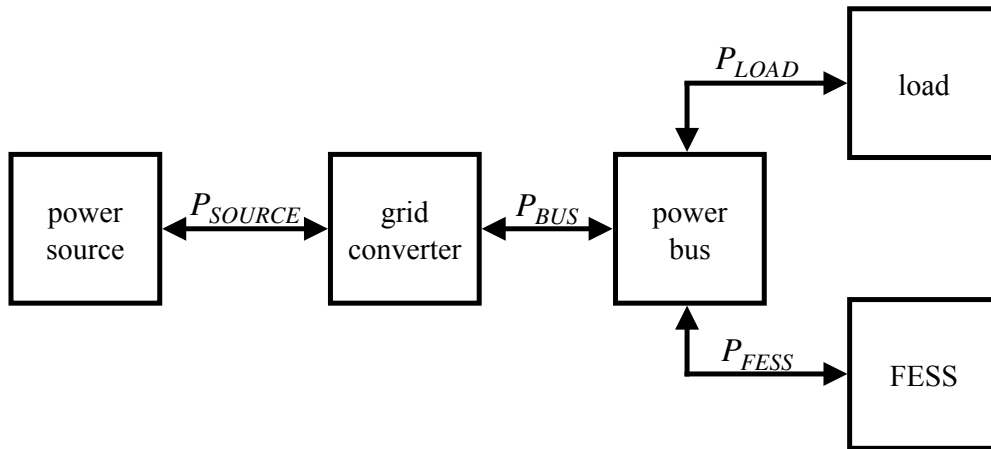 power
source
P_SOURCE
grid
converter
P_BUS
power
bus
P_LOAD
load
P_FESS
FESS